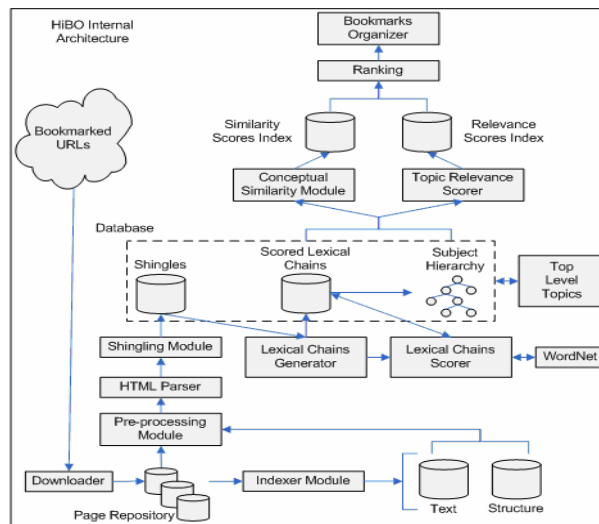 HiBO Internal
Architecture
Bookmarks
Organizer
Ranking
Bookmarked
URLs
Similarity
Scores Index
Relevance
Scores Index
Conceptual
Similarity Module
Topic Relevance
Scorer
Database
Shingles
Scored Lexical
Chains
Subject
Hierarchy
Top
Level
Topics
Shingling Module
Lexical Chains
Generator
Lexical Chains
Scorer
WordNet
HTML Parser
Pre-processing
Module
Downloader
Indexer Module
Page Repository
Text
Structure